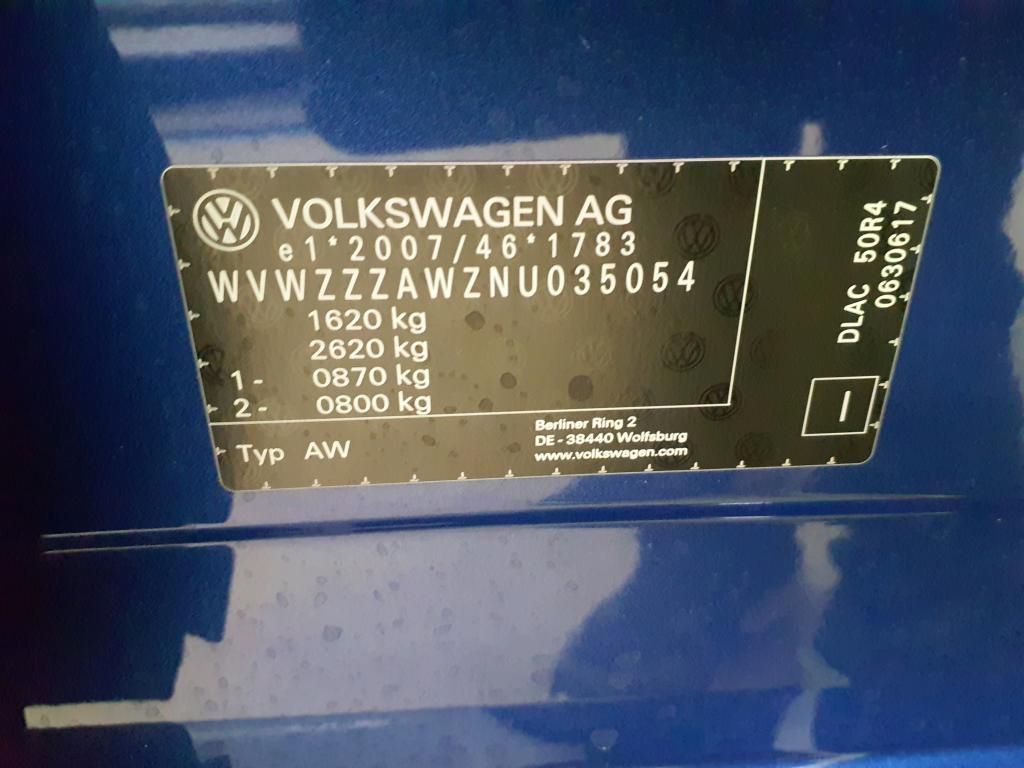 VOLKSWAGEN AG
e1*2007/46*1783
WVWZZZAWZNU035054
1620 kg
2620 kg
1- 0870 kg
2- 0800 kg
Typ AW
Berliner Ring 2
DE-38440 Wolfsburg
www.volkswagen.com
DLAC 50R4
0630617
I